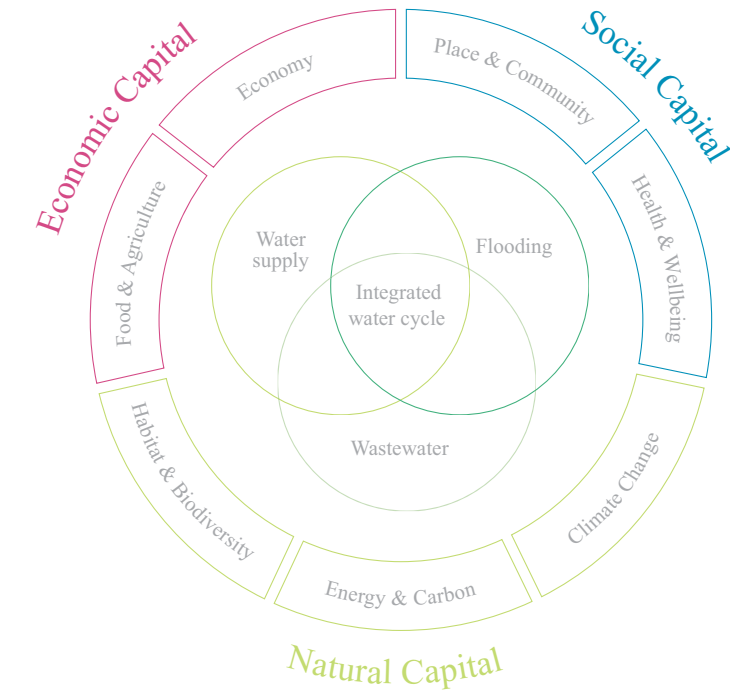 Economic Capital
Social Capital
Economy
Place & Community
Food & Agriculture
Health & Wellbeing
Water
supply
Flooding
Integrated
water cycle
Wastewater
Habitat & Biodiversity
Climate Change
Energy & Carbon
Natural Capital